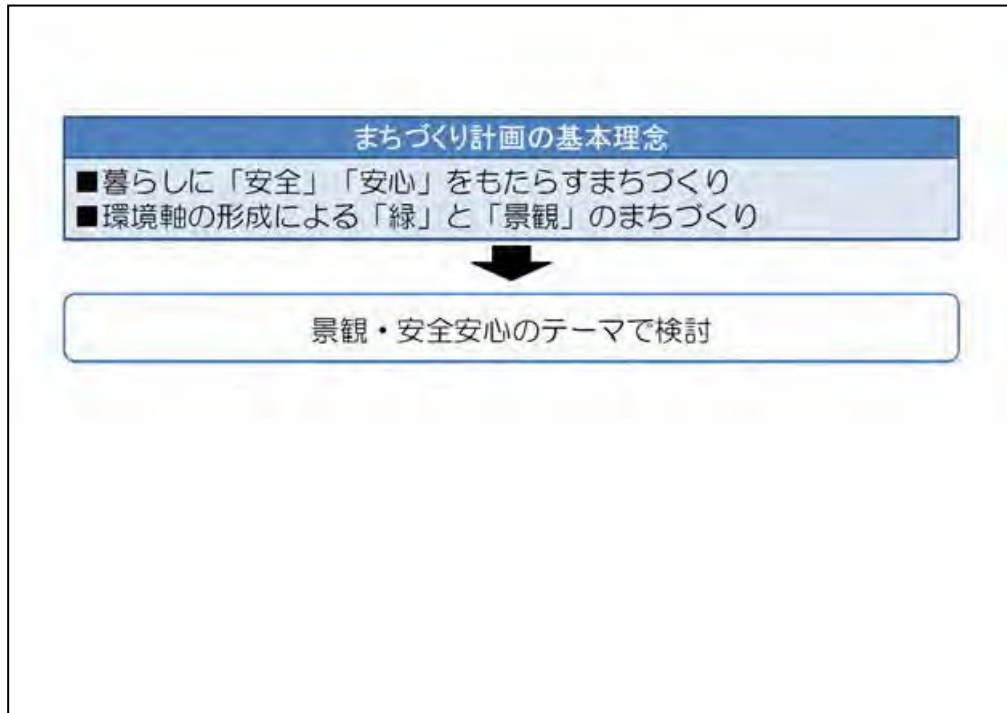 まちづくり計画の基本理念
■暮らしに「安全」「安心」をもたらすまちづくり
■環境軸の形成による「緑」と「景観」のまちづくり
景観・安全安心のテーマで検討